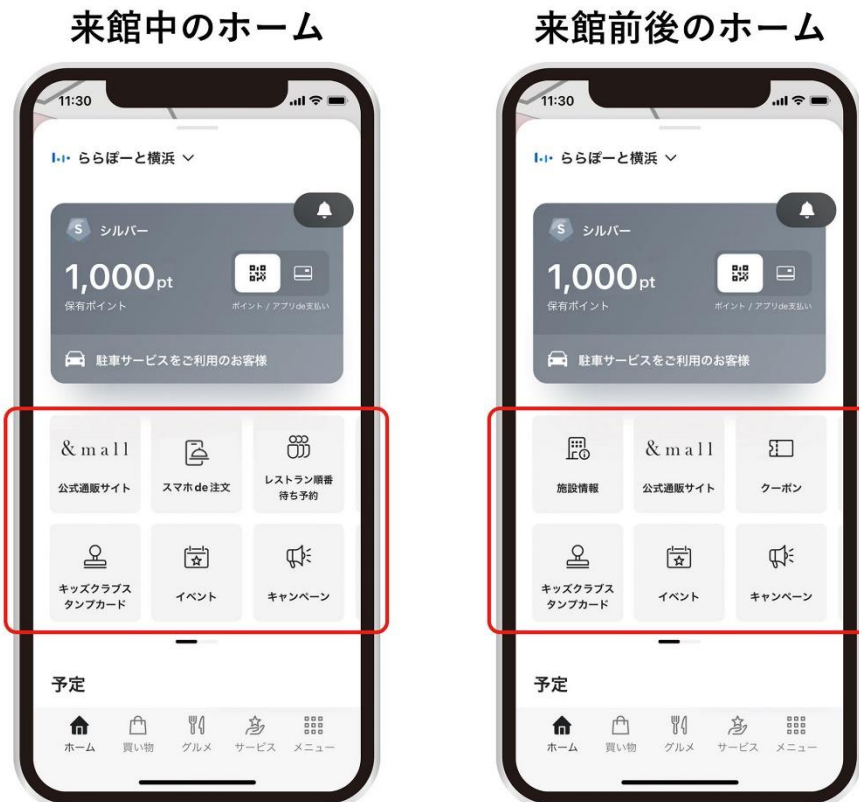 来館中のホーム
11:30
ららぽーと横浜
S シルバー
1,000pt
保有ポイント
ポイント / アプリde支払い
駐車サービスをご利用のお客様
&mall
公式通販サイト
スマホde注文
レストラン順番
待ち予約
キッズクラブス
タンプカード
イベント
キャンペーン
予定
ホーム
買い物
グルメ
サービス
メニュー
来館前後のホーム
11:30
ららぽーと横浜
S シルバー
1,000pt
保有ポイント
ポイント / アプリde支払い
駐車サービスをご利用のお客様
施設情報
&mall
公式通販サイト
クーポン
キッズクラブス
タンプカード
イベント
キャンペーン
予定
ホーム
買い物
グルメ
サービス
メニュー